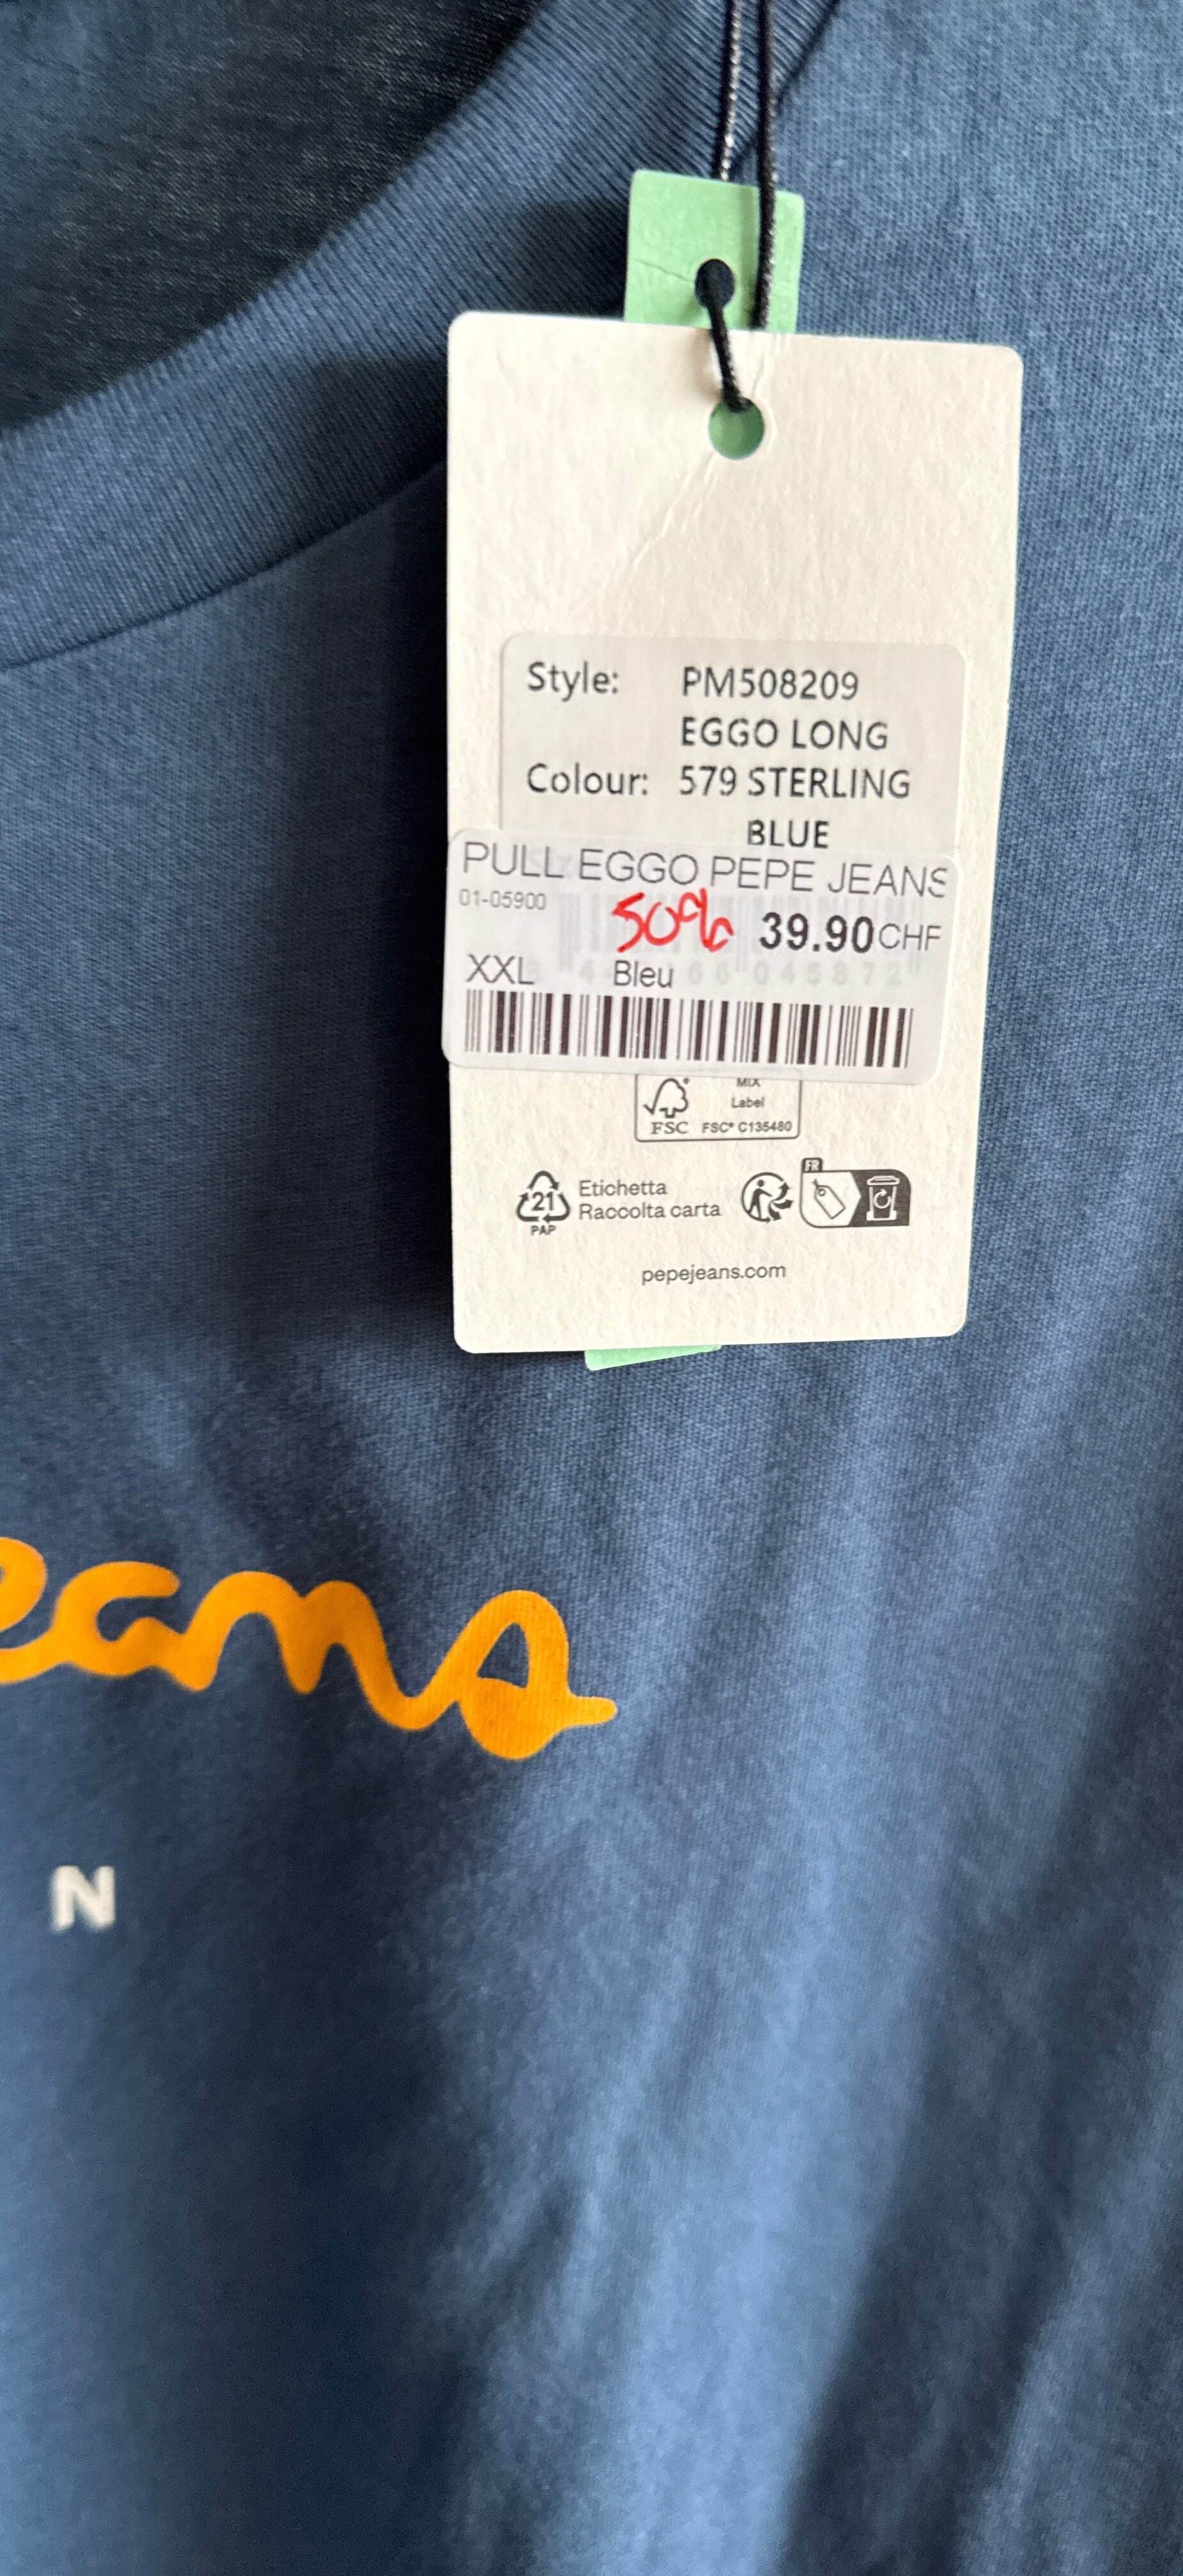 Style: PM508209
EGGO LONG
Colour: 579 STERLING
BLUE
PULL EGGO PEPE JEANS
01-05900 50% 39.90CHF
XXL Bleu
MIX
Label
FSC FSC® C135480
FR
21 Etichetta
Raccolta carta
PAP
pepejeans.com
eans
N